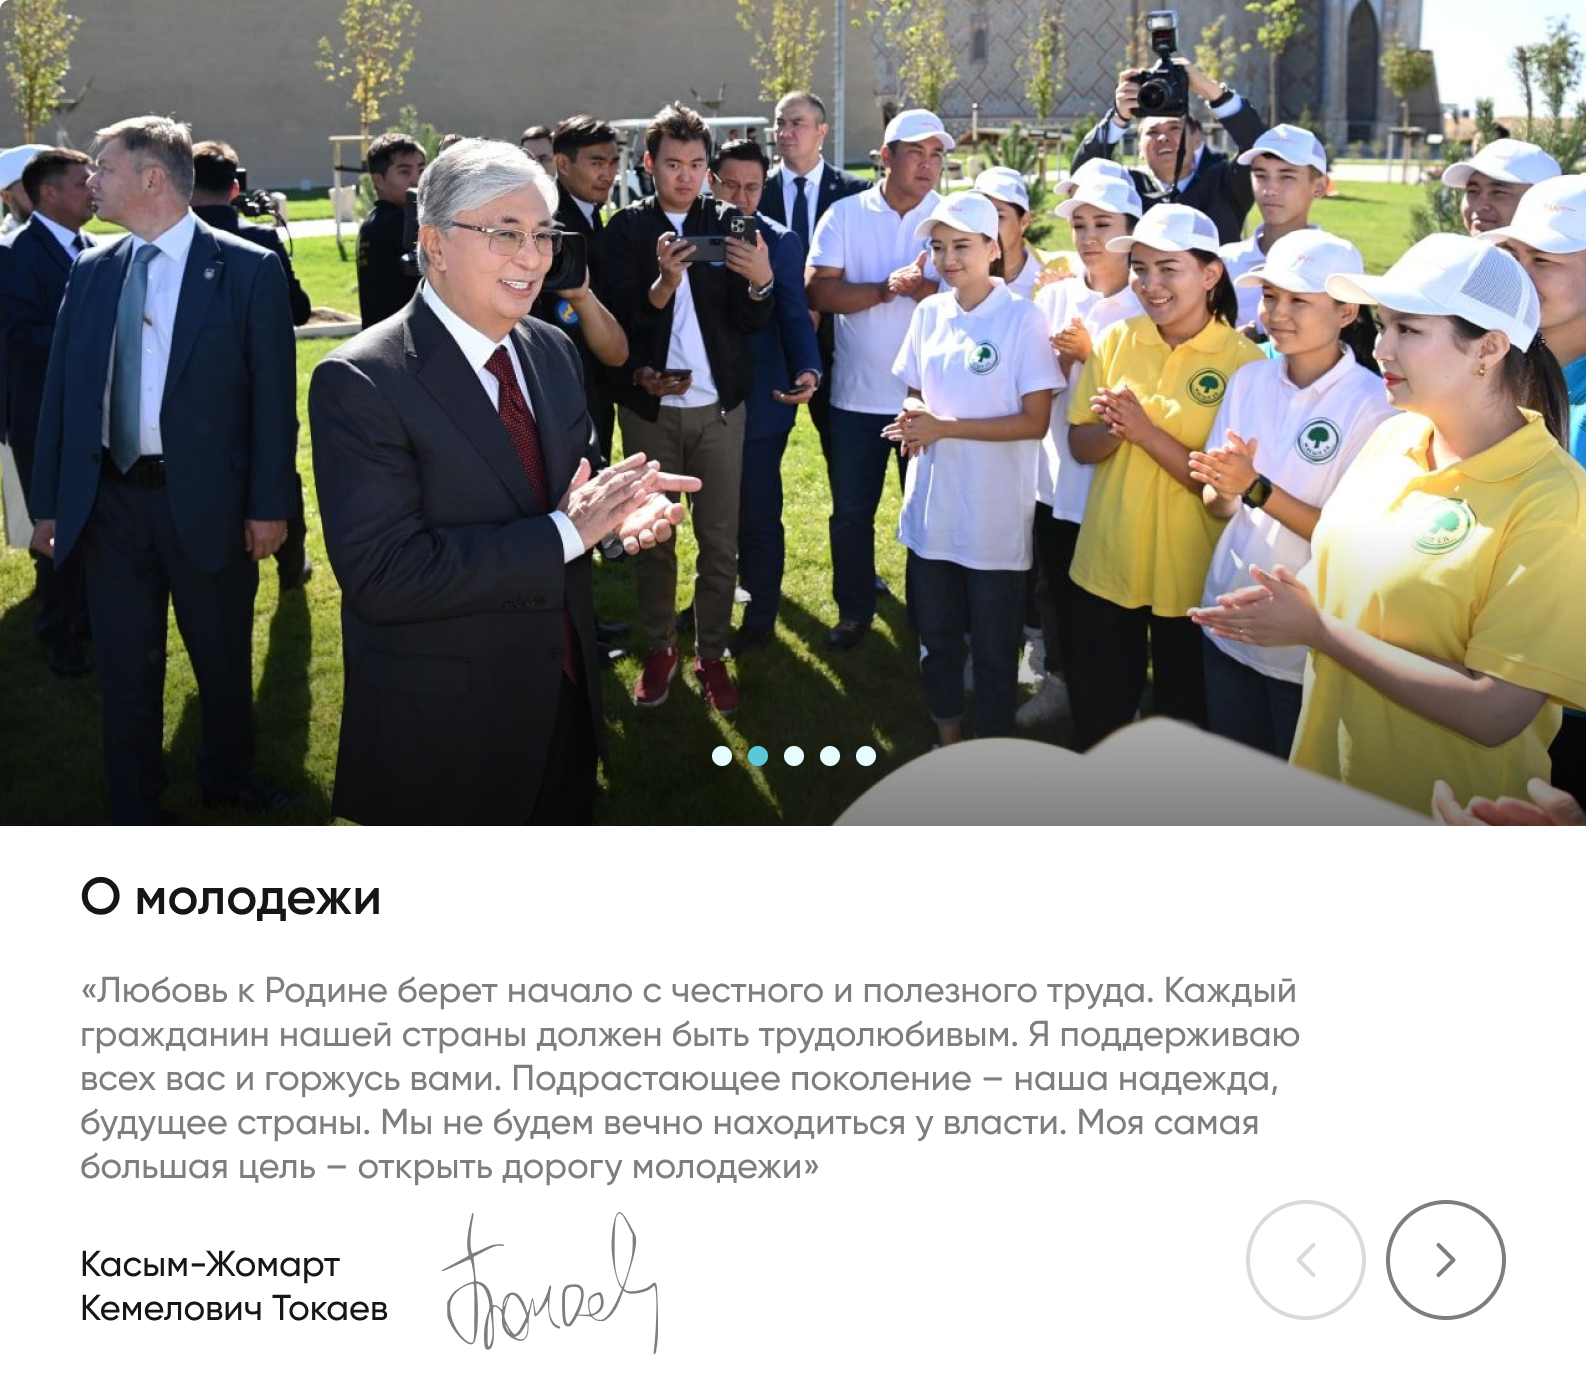 О молодежи
«Любовь к Родине берет начало с честного и полезного труда. Каждый
гражданин нашей страны должен быть трудолюбивым. Я поддерживаю
всех вас и горжусь вами. Подрастающее поколение – наша надежда,
будущее страны. Мы не будем вечно находиться у власти. Моя самая
большая цель – открыть дорогу молодежи»
Касым-Жомарт
Кемелович Токаев
Токаев